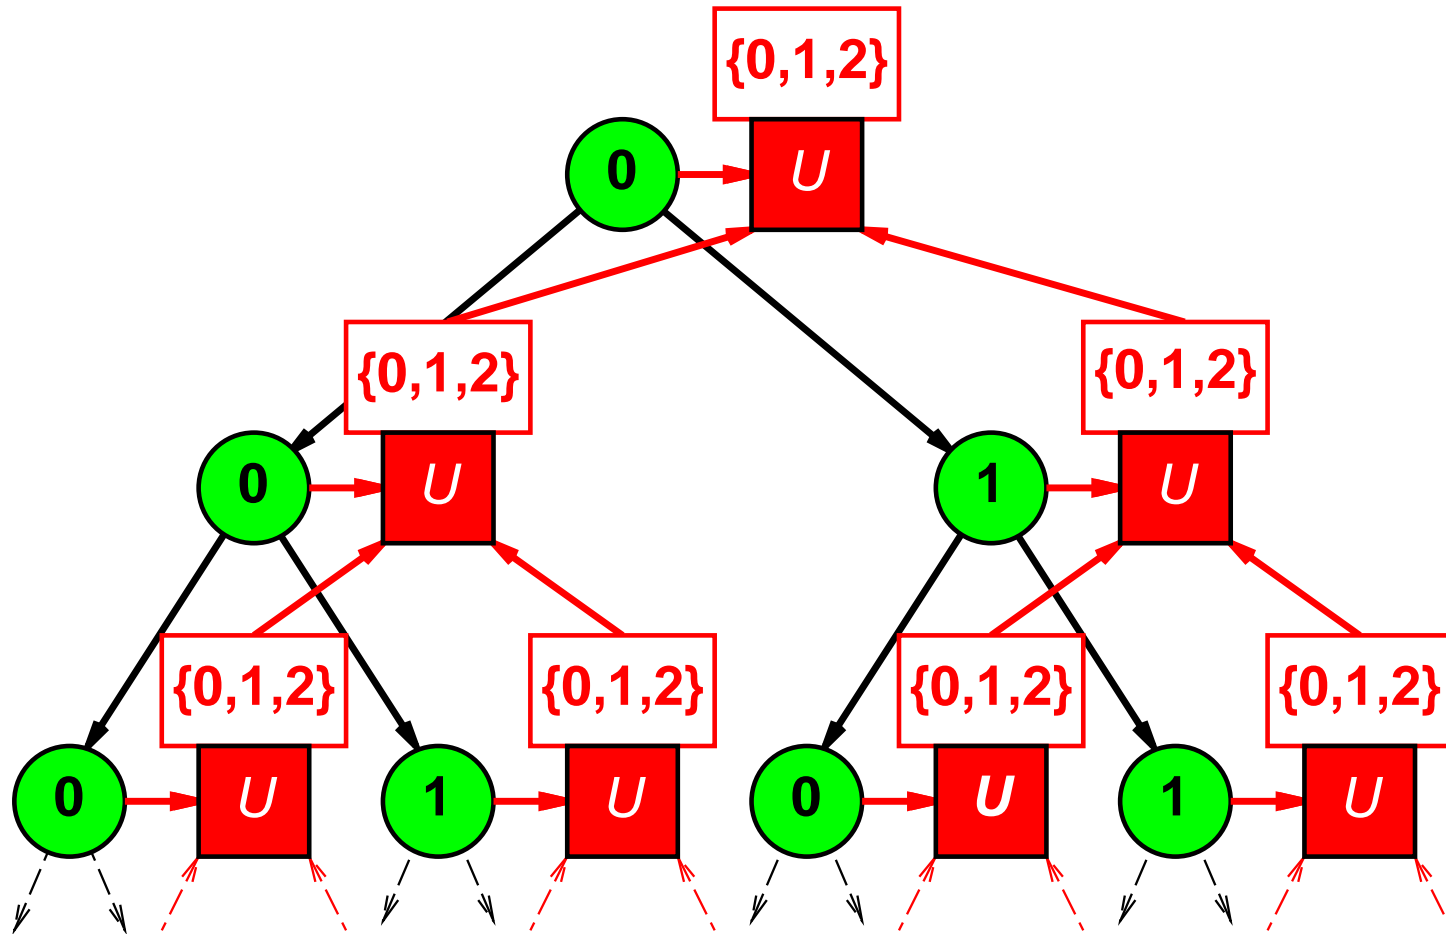 {0,1,2}
0 U
{0,1,2} {0,1,2}
0 U 1 U
{0,1,2} {0,1,2} {0,1,2} {0,1,2}
0 U 1 U 0 U 1 U